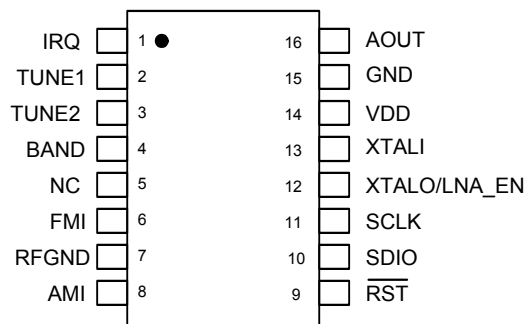 IRQ 1 16 AOUT
TUNE1 2 15 GND
TUNE2 3 14 VDD
BAND 4 13 XTALI
NC 5 12 XTALO/LNA_EN
FMI 6 11 SCLK
RFGND 7 10 SDIO
AMI 8 9 R̅S̅T̅